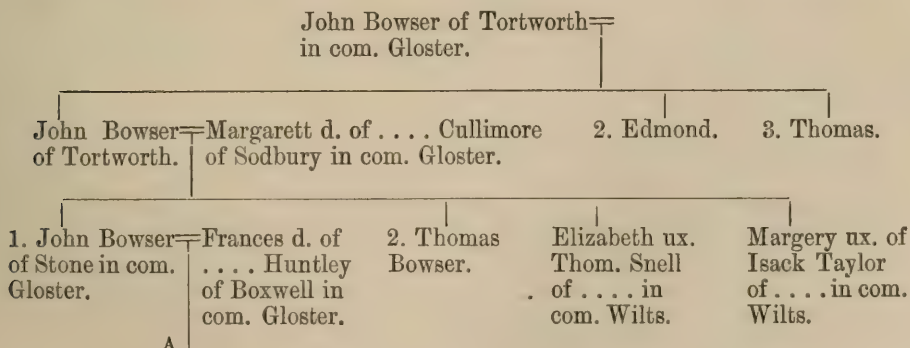 John Bowser of Tortworth
in com. Gloster.
John Bowser
of Tortworth.
Margarett d. of . . . . Cullimore
of Sodbury in com. Gloster.
2. Edmond.
3. Thomas.
1. John Bowser
of Stone in com.
Gloster.
Frances d. of
. . . . Huntley
of Boxwell in
com. Gloster.
2. Thomas
Bowser.
Elizabeth ux.
Thom. Snell
of . . . . in
com. Wilts.
Margery ux. of
Isack Taylor
of . . . . in com.
Wilts.
A